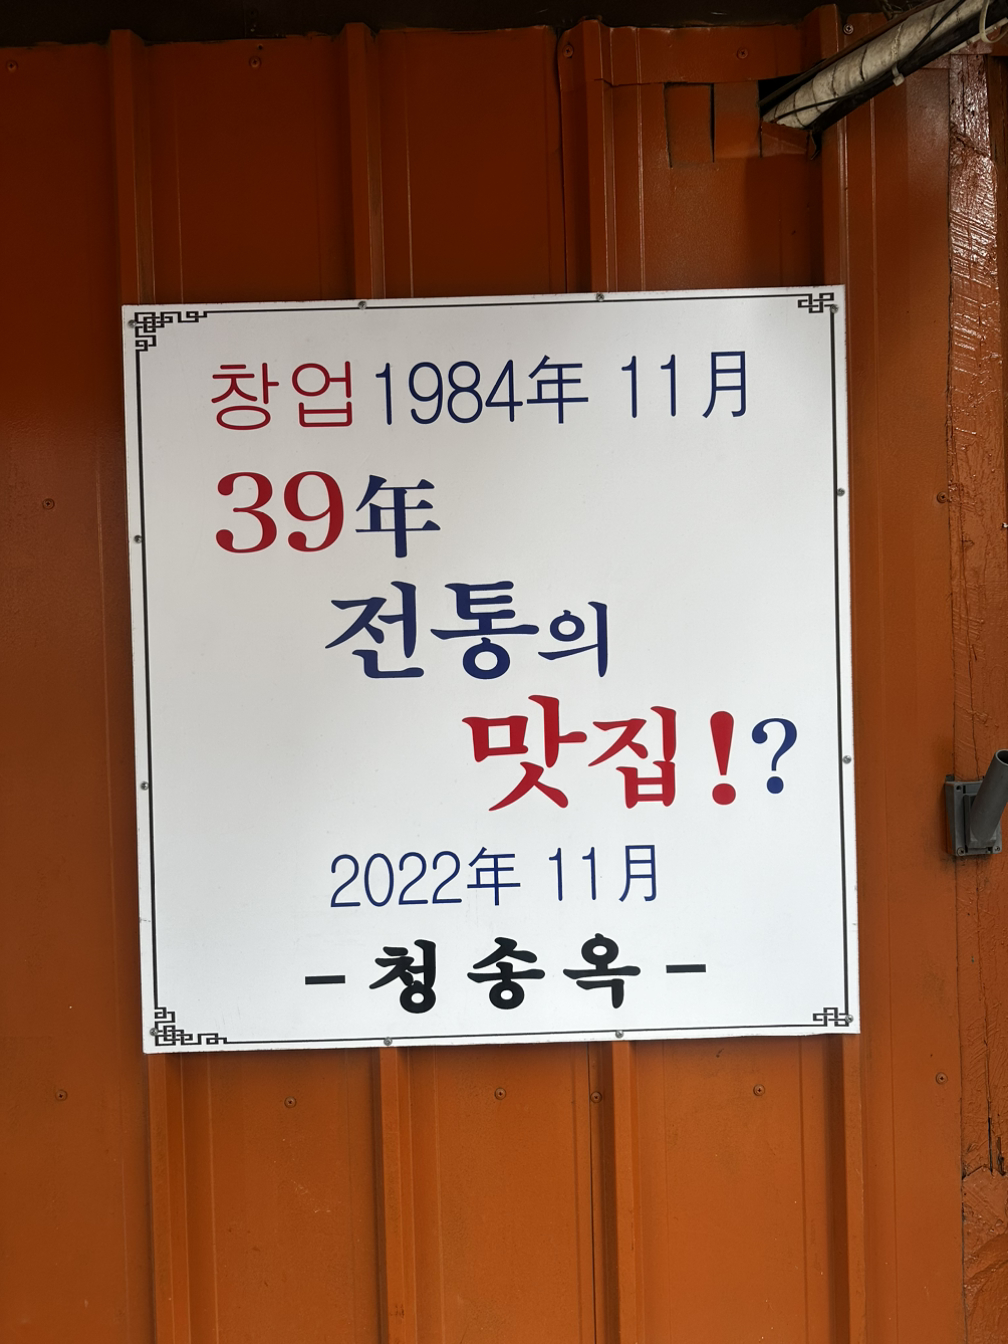 창업 1984年 11月
39年
전통의
맛집!?
2022年 11月
- 청송옥 -